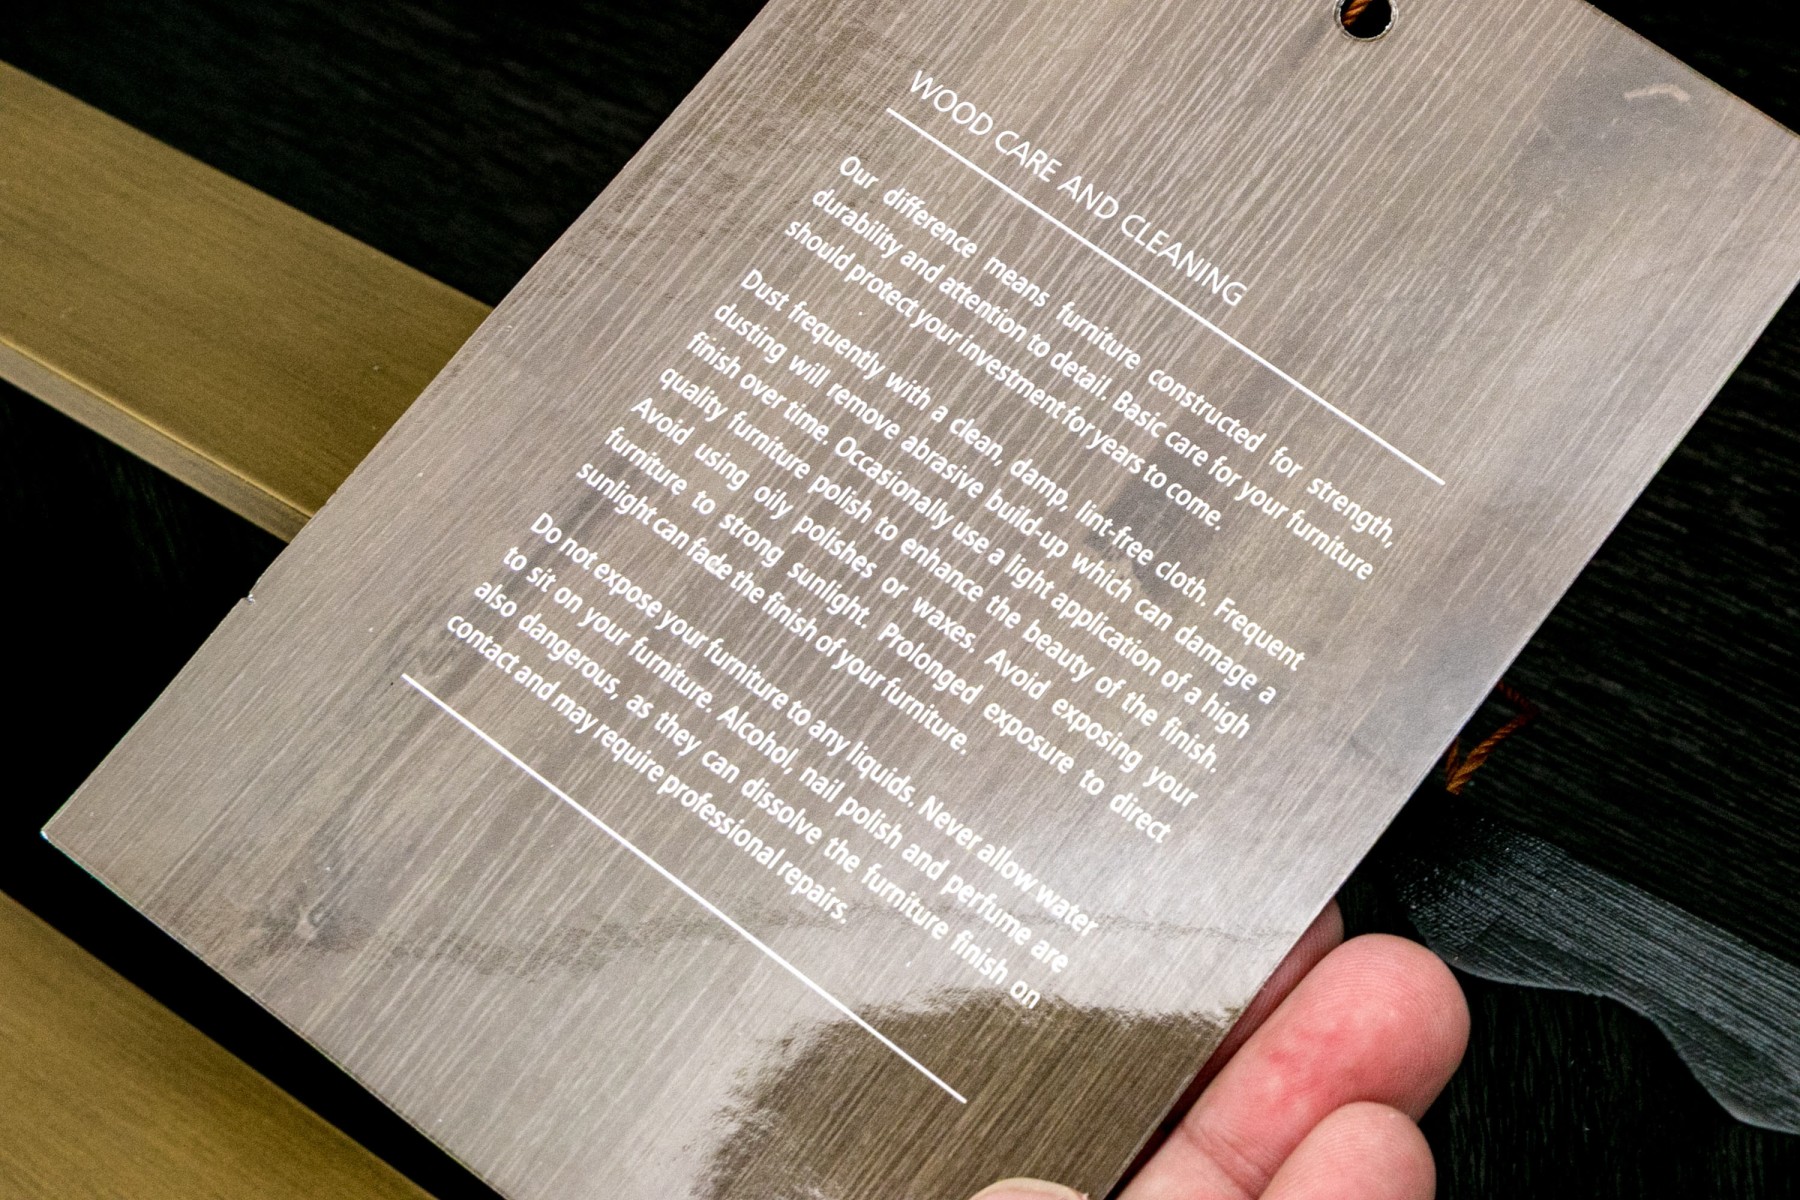 WOOD CARE AND CLEANING
Our difference means furniture constructed for strength,
durability and attention to detail. Basic care for your furniture
should protect your investment for years to come.
Dust frequently with a clean, damp, lint-free cloth. Frequent
dusting will remove abrasive build-up which can damage a
finish over time. Occasionally use a light application of a high
quality furniture polish to enhance the beauty of the finish.
Avoid using oily polishes or waxes. Avoid exposing your
furniture to strong sunlight. Prolonged exposure to direct
sunlight can fade the finish of your furniture.
Do not expose your furniture to any liquids. Never allow water
to sit on your furniture. Alcohol, nail polish and perfume are
also dangerous, as they can dissolve the furniture finish on
contact and may require professional repairs.